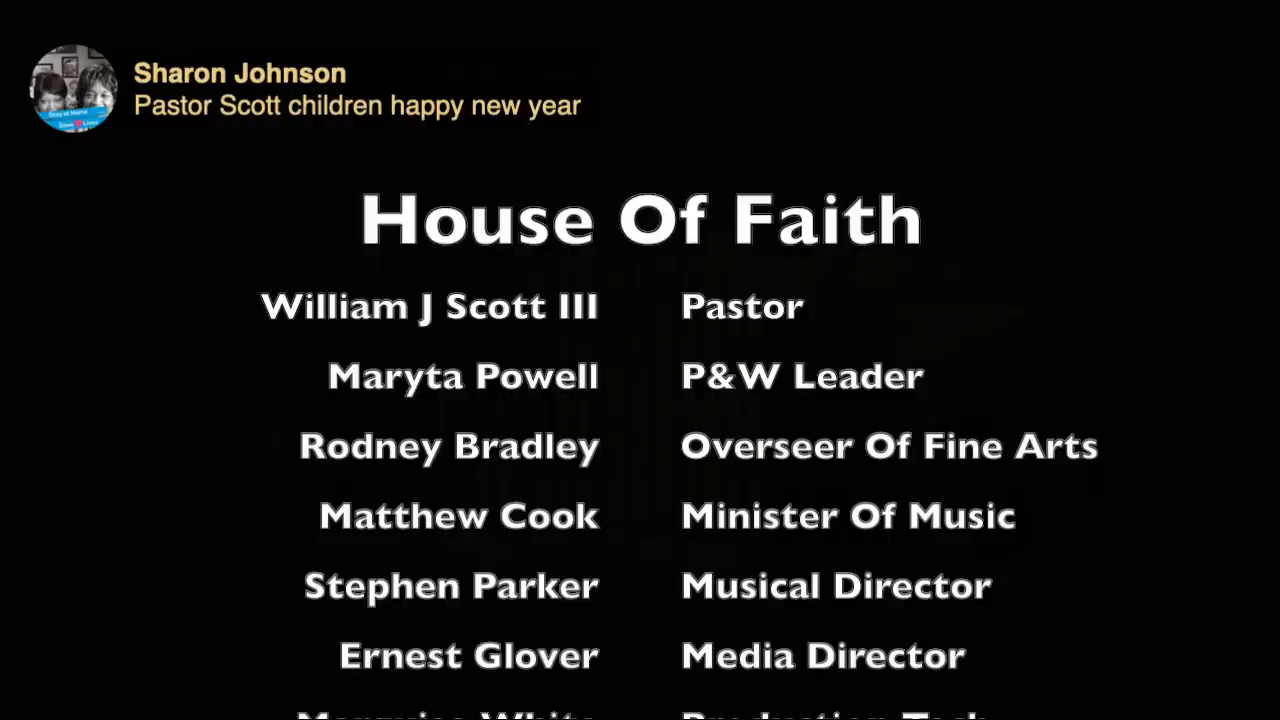 Sharon Johnson
Pastor Scott children happy new year
House Of Faith
William J Scott III Pastor
Maryta Powell P&W Leader
Rodney Bradley Overseer Of Fine Arts
Matthew Cook Minister Of Music
Stephen Parker Musical Director
Ernest Glover Media Director